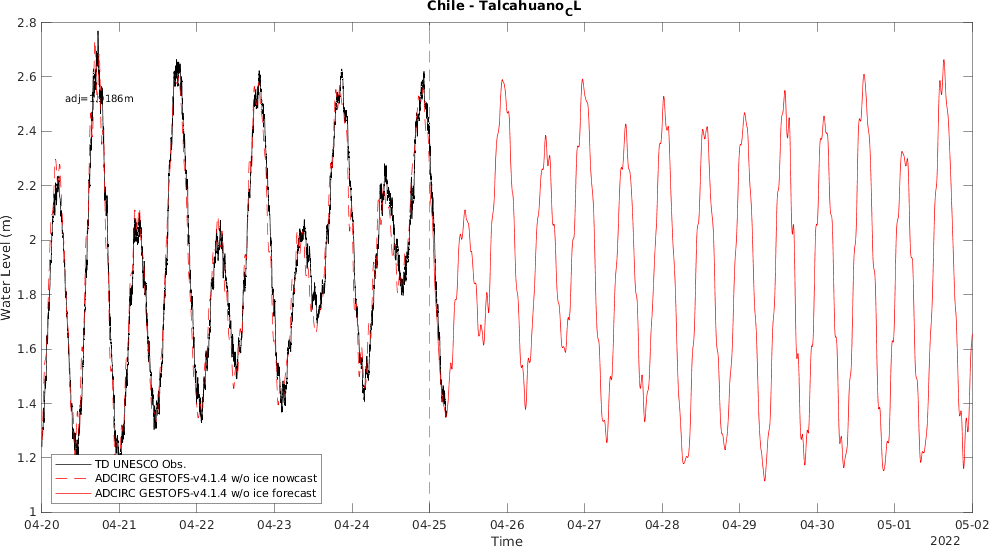 Chile - Talcahuano_CL
2.8
2.6
2.4
2.2
2
1.8
1.6
1.4
1.2
1
Water Level (m)
TD UNESCO Obs.
ADCIRC GESTOFS-v4.1.4 w/o ice nowcast
ADCIRC GESTOFS-v4.1.4 w/o ice forecast
04-20 04-21 04-22 04-23 04-24 04-25 04-26 04-27 04-28 04-29 04-30 05-01 05-02
Time
2022